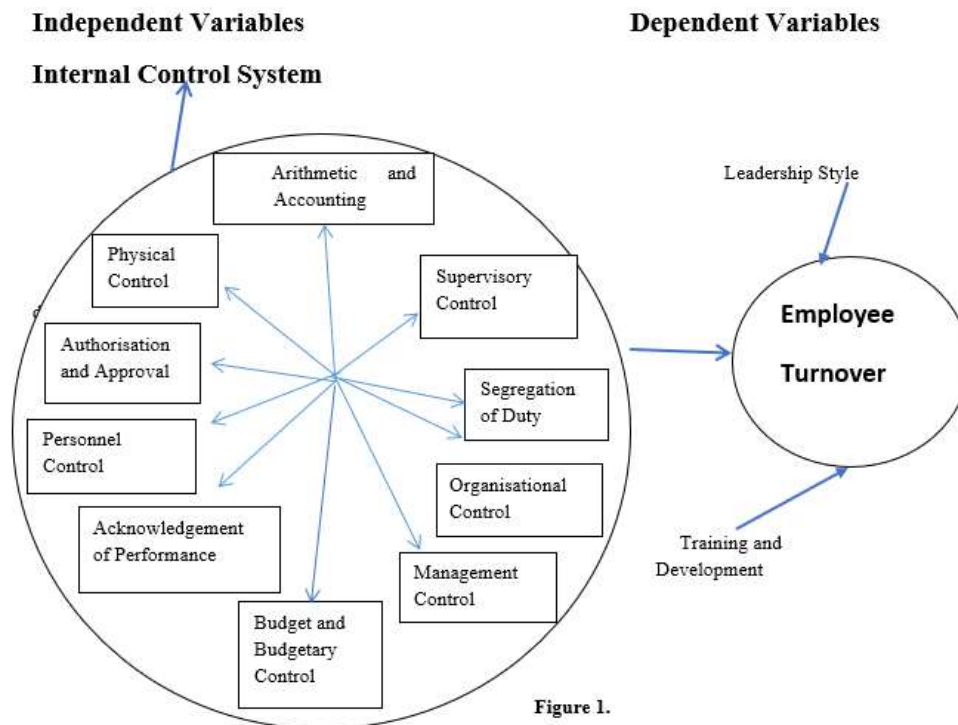 Independent Variables
Dependent Variables
Internal Control System
Arithmetic and
Accounting
Physical
Control
Supervisory
Control
Authorisation
and Approval
Segregation
of Duty
Personnel
Control
Organisational
Control
Acknowledgement
of Performance
Management
Control
Budget and
Budgetary
Control
Leadership Style
Employee
Turnover
Training and
Development
Figure 1.